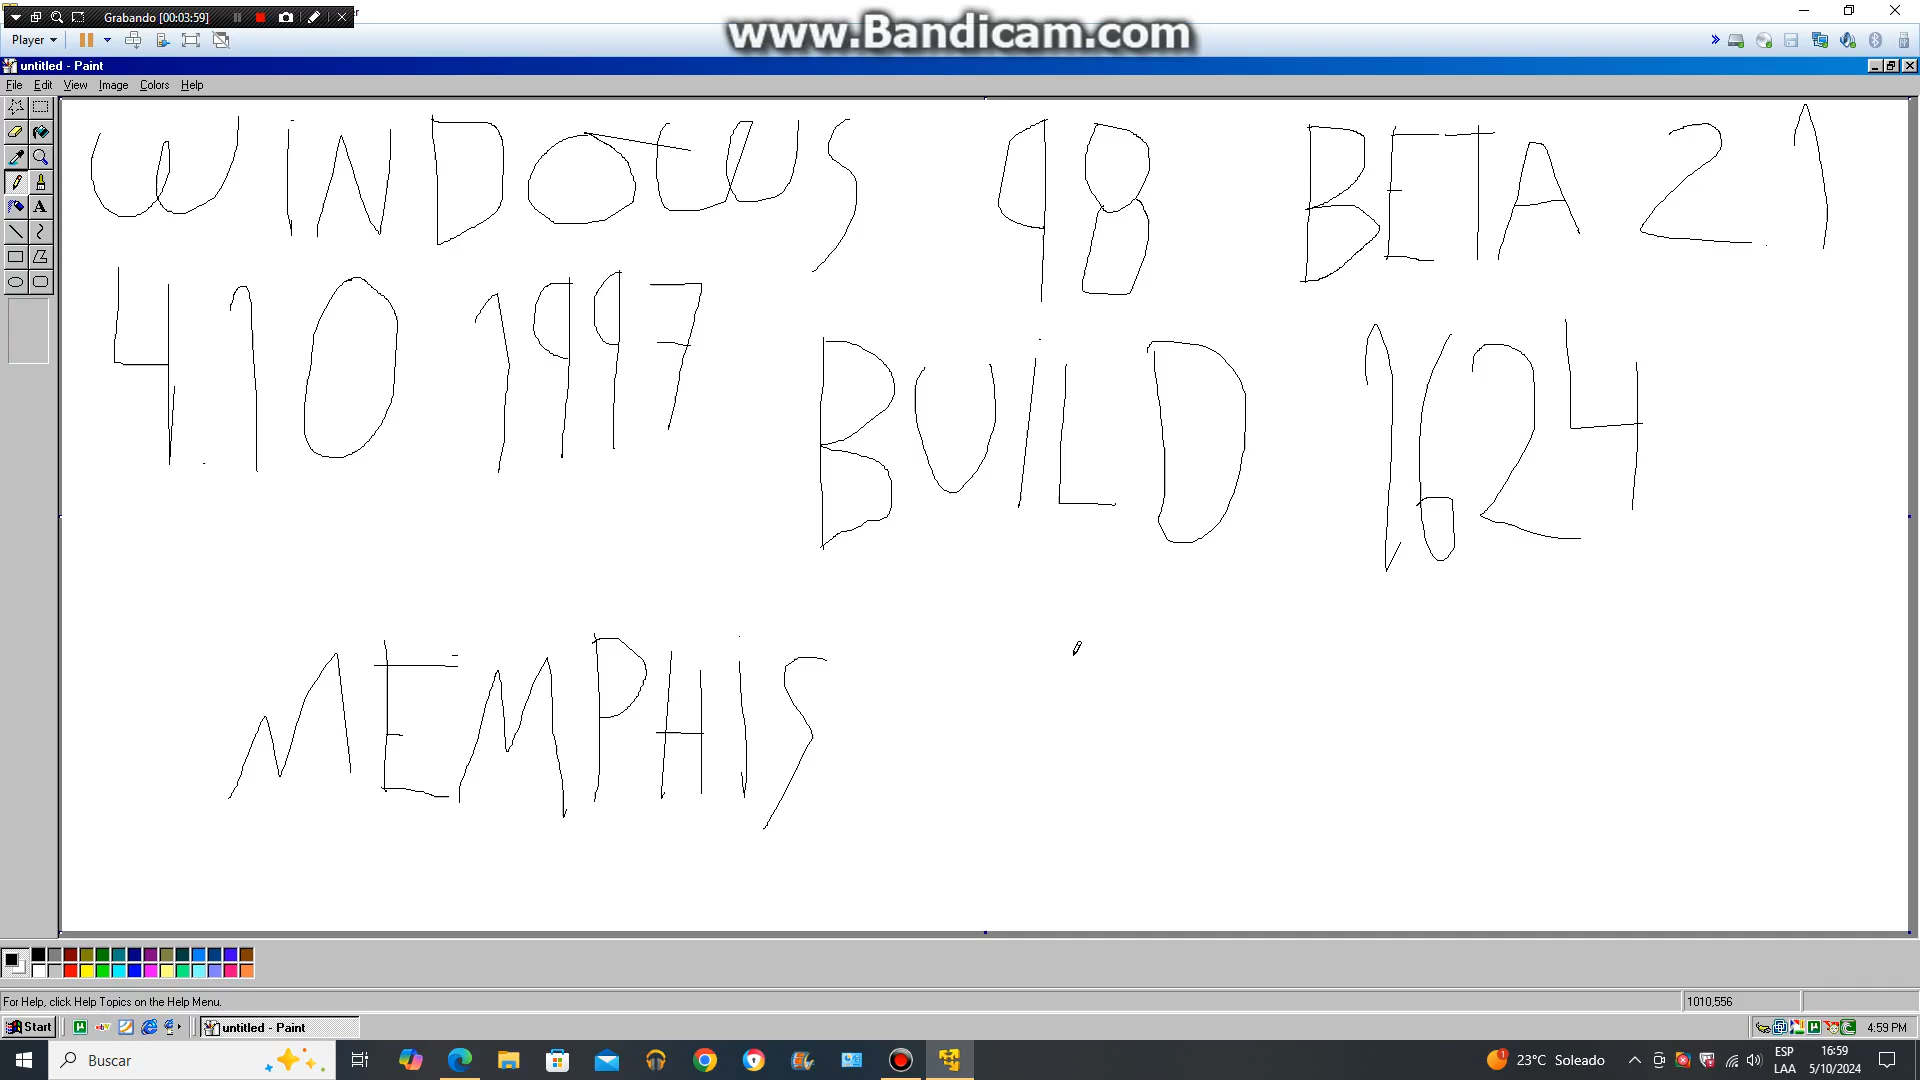 Grabando [00:03:59]
www.Bandicam.com
Player
untitled - Paint
File Edit View Image Colors Help
WINDOWS 98 BETA 2.1
4.10 1997
BUILD 1624
MEMPHIS
For Help, click Help Topics on the Help Menu.
1010,556
Start
untitled - Paint
4:59 PM
Buscar
23°C Soleado
ESP
LAA
16:59
5/10/2024